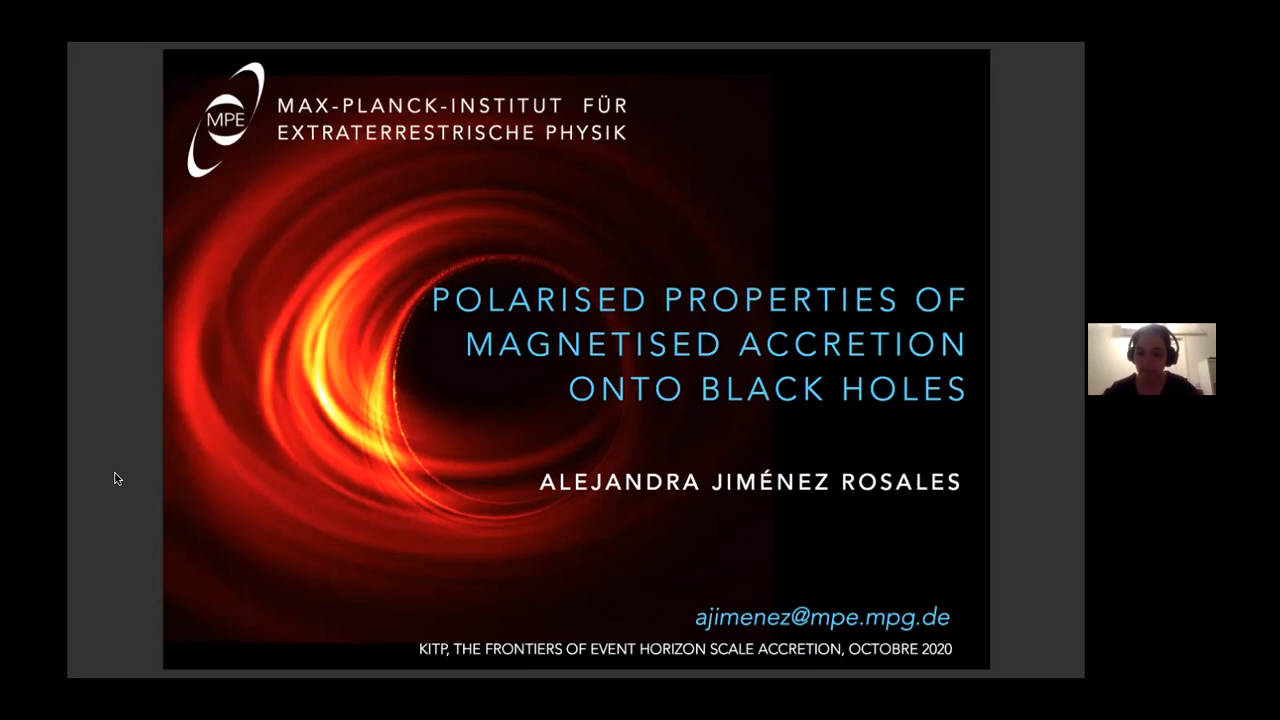 MPE
MAX-PLANCK-INSTITUT FÜR
EXTRATERRESTRISCHE PHYSIK
POLARISED PROPERTIES OF
MAGNETISED ACCRETION
ONTO BLACK HOLES
ALEJANDRA JIMÉNEZ ROSALES
ajimenez@mpe.mpg.de
KITP, THE FRONTIERS OF EVENT HORIZON SCALE ACCRETION, OCTOBRE 2020